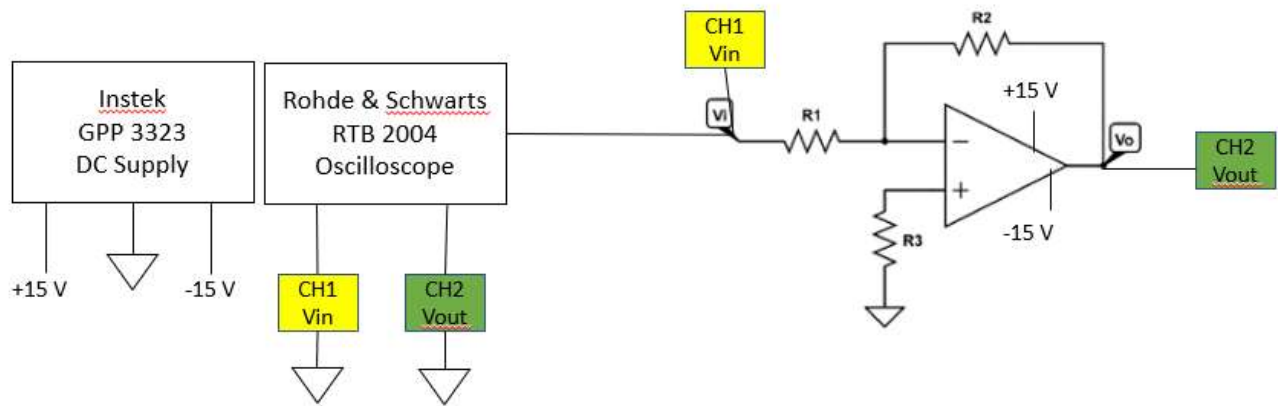 Instek
GPP 3323
DC Supply
+15 V
-15 V
Rohde & Schwarts
RTB 2004
Oscilloscope
CH1
Vin
CH2
Vout
CH1
Vin
Vi
R1
R2
R3
+15 V
-15 V
−
+
Vo
CH2
Vout